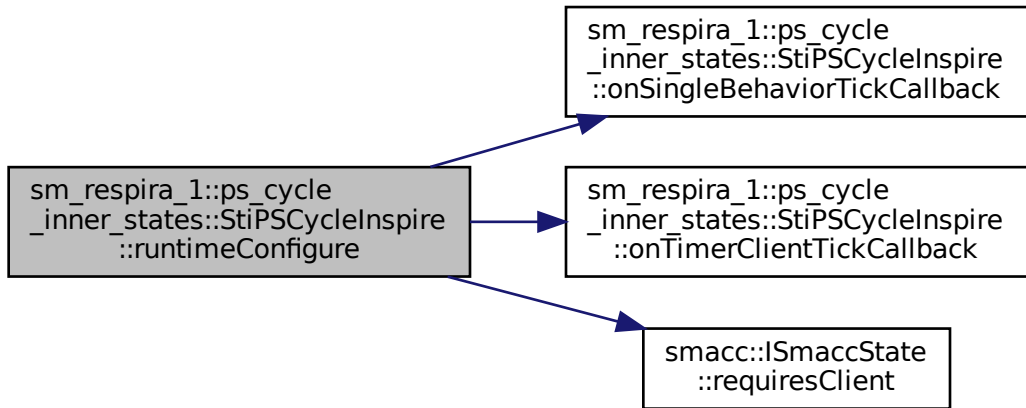 sm_respira_1::ps_cycle
_inner_states::StiPSCycleInspire
::runtimeConfigure
sm_respira_1::ps_cycle
_inner_states::StiPSCycleInspire
::onSingleBehaviorTickCallback
sm_respira_1::ps_cycle
_inner_states::StiPSCycleInspire
::onTimerClientTickCallback
smacc::ISmaccState
::requiresClient